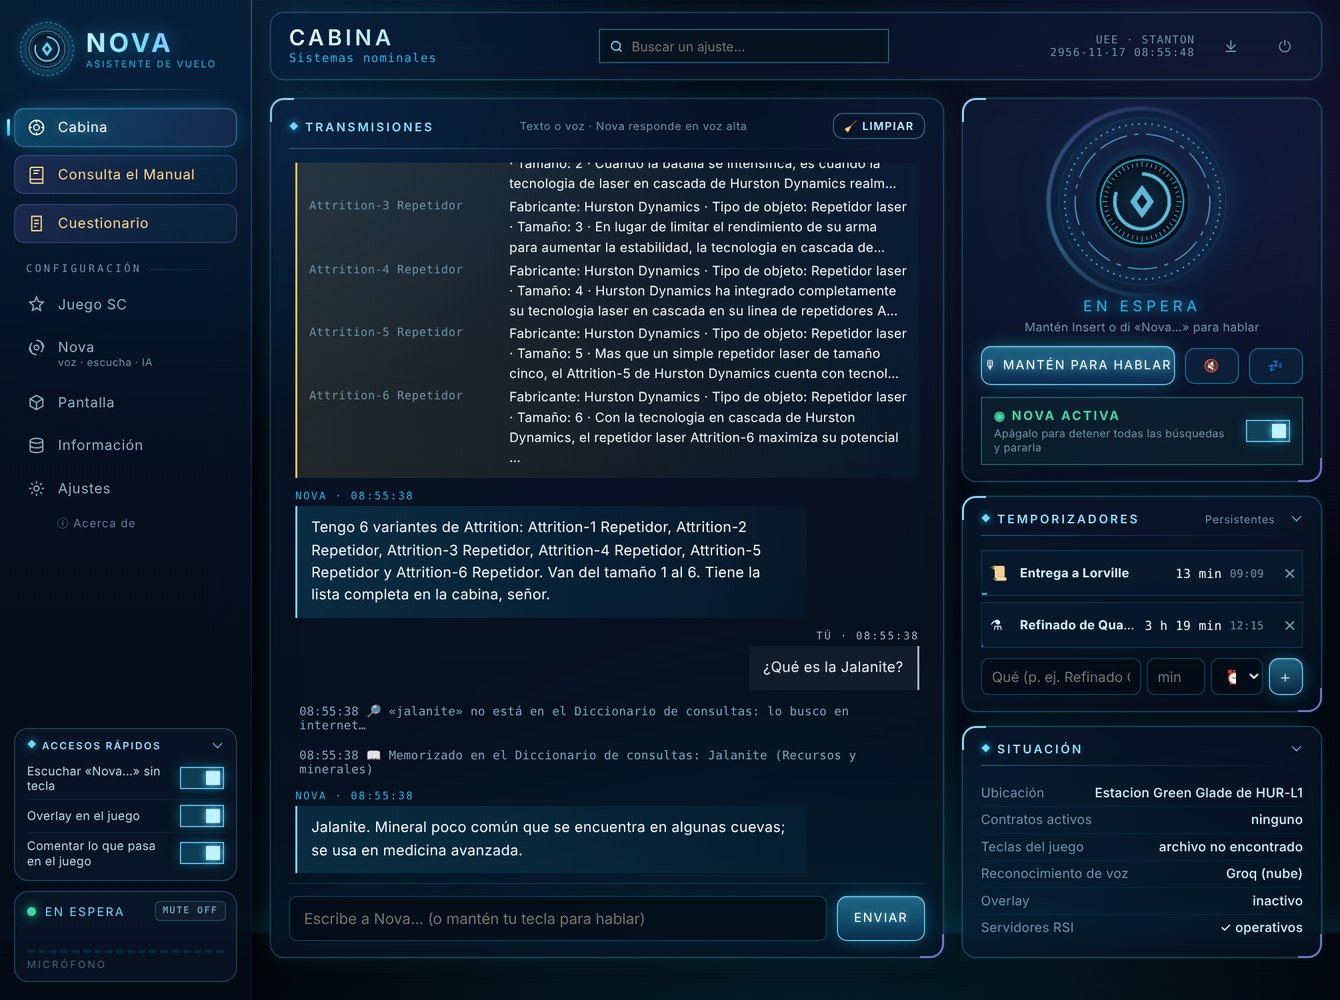 NOVA
ASISTENTE DE VUELO
Cabina
Consulta el Manual
Cuestionario
CONFIGURACIÓN
Juego SC
Nova
voz · escucha · IA
Pantalla
Información
Ajustes
ⓘ Acerca de
ACCESOS RÁPIDOS
Escuchar «Nova...» sin
tecla
Overlay en el juego
Comentar lo que pasa
en el juego
EN ESPERA
MUTE OFF
MICRÓFONO
CABINA
Sistemas nominales
Buscar un ajuste...
UEE · STANTON
2956-11-17 08:55:48
TRANSMISIONES
Texto o voz · Nova responde en voz alta
LIMPIAR
· Tamaño: 2 · Cuando la batalla se intensifica, es cuando la
tecnologia de laser en cascada de Hurston Dynamics realm...
Attrition-3 Repetidor
Fabricante: Hurston Dynamics · Tipo de objeto: Repetidor laser
· Tamaño: 3 · En lugar de limitar el rendimiento de su arma
para aumentar la estabilidad, la tecnologia en cascada de...
Attrition-4 Repetidor
Fabricante: Hurston Dynamics · Tipo de objeto: Repetidor laser
· Tamaño: 4 · Hurston Dynamics ha integrado completamente
su tecnologia laser en cascada en su linea de repetidores A...
Attrition-5 Repetidor
Fabricante: Hurston Dynamics · Tipo de objeto: Repetidor laser
· Tamaño: 5 · Mas que un simple repetidor laser de tamaño
cinco, el Attrition-5 de Hurston Dynamics cuenta con tecnol...
Attrition-6 Repetidor
Fabricante: Hurston Dynamics · Tipo de objeto: Repetidor laser
· Tamaño: 6 · Con la tecnologia en cascada de Hurston
Dynamics, el repetidor laser Attrition-6 maximiza su potencial
...
NOVA · 08:55:38
Tengo 6 variantes de Attrition: Attrition-1 Repetidor, Attrition-2
Repetidor, Attrition-3 Repetidor, Attrition-4 Repetidor, Attrition-5
Repetidor y Attrition-6 Repetidor. Van del tamaño 1 al 6. Tiene la
lista completa en la cabina, señor.
TÚ · 08:55:38
¿Qué es la Jalanite?
08:55:38 🔎 «jalanite» no está en el Diccionario de consultas: lo busco en
internet…
08:55:38 📖 Memorizado en el Diccionario de consultas: Jalanite (Recursos y
minerales)
NOVA · 08:55:38
Jalanite. Mineral poco común que se encuentra en algunas cuevas;
se usa en medicina avanzada.
Escribe a Nova... (o mantén tu tecla para hablar)
ENVIAR
EN ESPERA
Mantén Insert o di «Nova...» para hablar
MANTÉN PARA HABLAR
NOVA ACTIVA
Apágalo para detener todas las búsquedas
y pararla
TEMPORIZADORES
Persistentes
Entrega a Lorville 13 min 09:09
Refinado de Qua... 3 h 19 min 12:15
Qué (p. ej. Refinado
min
+
SITUACIÓN
Ubicación Estacion Green Glade de HUR-L1
Contratos activos ninguno
Teclas del juego archivo no encontrado
Reconocimiento de voz Groq (nube)
Overlay inactivo
Servidores RSI ✓ operativos